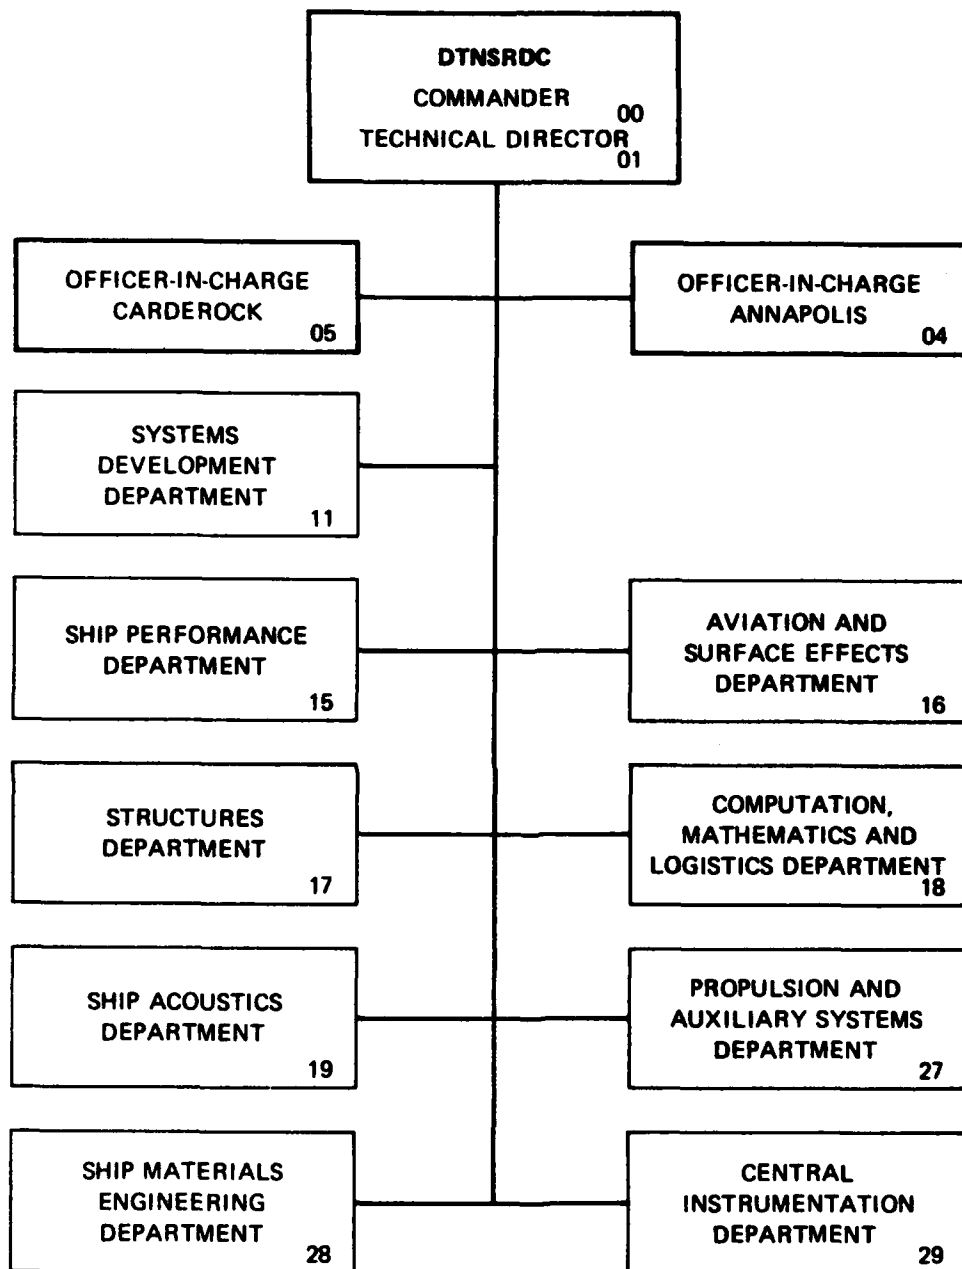 DTNSRDC
COMMANDER
00
TECHNICAL DIRECTOR
01
OFFICER-IN-CHARGE
CARDEROCK
05
OFFICER-IN-CHARGE
ANNAPOLIS
04
SYSTEMS
DEVELOPMENT
DEPARTMENT
11
SHIP PERFORMANCE
DEPARTMENT
15
AVIATION AND
SURFACE EFFECTS
DEPARTMENT
16
STRUCTURES
DEPARTMENT
17
COMPUTATION,
MATHEMATICS AND
LOGISTICS DEPARTMENT
18
SHIP ACOUSTICS
DEPARTMENT
19
PROPULSION AND
AUXILIARY SYSTEMS
DEPARTMENT
27
SHIP MATERIALS
ENGINEERING
DEPARTMENT
28
CENTRAL
INSTRUMENTATION
DEPARTMENT
29